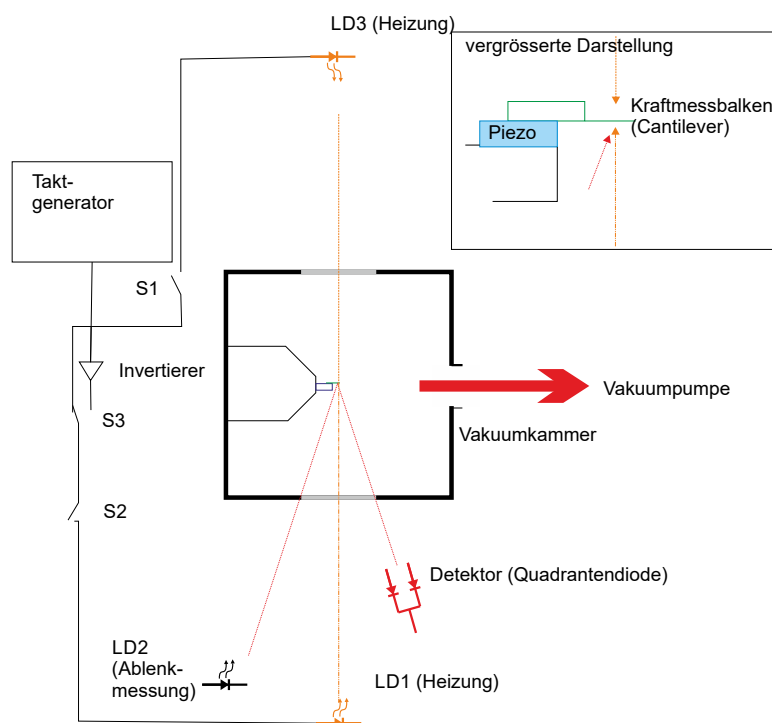 LD3 (Heizung)
vergrösserte Darstellung
Kraftmessbalken
(Cantilever)
Piezo
Takt-
generator
S1
Invertierer
S3
S2
Vakuumpumpe
Vakuumkammer
Detektor (Quadrantendiode)
LD2
(Ablenk-
messung)
LD1 (Heizung)